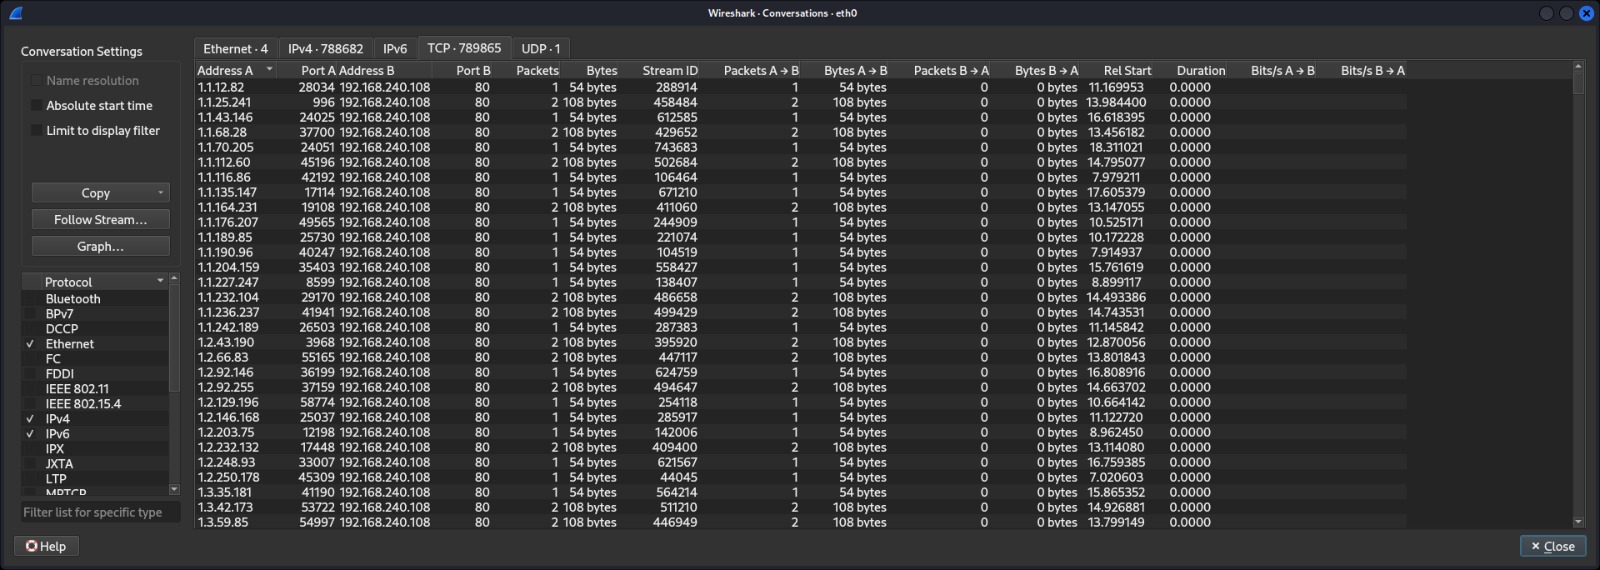 Wireshark · Conversations · eth0
Conversation Settings
Name resolution
Absolute start time
Limit to display filter
Copy
Follow Stream...
Graph...
Protocol
Bluetooth
BPv7
DCCP
Ethernet
FC
FDDI
IEEE 802.11
IEEE 802.15.4
IPv4
IPv6
IPX
JXTA
LTP
MPTCP
Filter list for specific type
Ethernet · 4 IPv4 · 788682 IPv6 TCP · 789865 UDP · 1
Address A Port A Address B Port B Packets Bytes Stream ID Packets A → B Bytes A → B Packets B → A Bytes B → A Rel Start Duration Bits/s A → B Bits/s B → A
1.1.12.82 28034 192.168.240.108 80 1 54 bytes 288914 1 54 bytes 0 0 bytes 11.169953 0.0000
1.1.25.241 996 192.168.240.108 80 2 108 bytes 458484 2 108 bytes 0 0 bytes 13.984400 0.0000
1.1.43.146 24025 192.168.240.108 80 1 54 bytes 612585 1 54 bytes 0 0 bytes 16.618395 0.0000
1.1.68.28 37700 192.168.240.108 80 2 108 bytes 429652 2 108 bytes 0 0 bytes 13.456182 0.0000
1.1.70.205 24051 192.168.240.108 80 1 54 bytes 743683 1 54 bytes 0 0 bytes 18.311021 0.0000
1.1.112.60 45196 192.168.240.108 80 2 108 bytes 502684 2 108 bytes 0 0 bytes 14.795077 0.0000
1.1.116.86 42192 192.168.240.108 80 1 54 bytes 106464 1 54 bytes 0 0 bytes 7.979211 0.0000
1.1.135.147 17114 192.168.240.108 80 1 54 bytes 671210 1 54 bytes 0 0 bytes 17.605379 0.0000
1.1.164.231 19108 192.168.240.108 80 2 108 bytes 411060 2 108 bytes 0 0 bytes 13.147055 0.0000
1.1.176.207 49565 192.168.240.108 80 1 54 bytes 244909 1 54 bytes 0 0 bytes 10.525171 0.0000
1.1.189.85 25730 192.168.240.108 80 1 54 bytes 221074 1 54 bytes 0 0 bytes 10.172228 0.0000
1.1.190.96 40247 192.168.240.108 80 1 54 bytes 104519 1 54 bytes 0 0 bytes 7.914937 0.0000
1.1.204.159 35403 192.168.240.108 80 1 54 bytes 558427 1 54 bytes 0 0 bytes 15.761619 0.0000
1.1.227.247 8599 192.168.240.108 80 1 54 bytes 138407 1 54 bytes 0 0 bytes 8.899117 0.0000
1.1.232.104 29170 192.168.240.108 80 2 108 bytes 486658 2 108 bytes 0 0 bytes 14.493386 0.0000
1.1.236.237 41941 192.168.240.108 80 2 108 bytes 499429 2 108 bytes 0 0 bytes 14.743531 0.0000
1.1.242.189 26503 192.168.240.108 80 1 54 bytes 287383 1 54 bytes 0 0 bytes 11.145842 0.0000
1.2.43.190 3968 192.168.240.108 80 2 108 bytes 395920 2 108 bytes 0 0 bytes 12.870056 0.0000
1.2.66.83 55165 192.168.240.108 80 2 108 bytes 447117 2 108 bytes 0 0 bytes 13.801843 0.0000
1.2.92.146 36199 192.168.240.108 80 1 54 bytes 624759 1 54 bytes 0 0 bytes 16.808916 0.0000
1.2.92.255 37159 192.168.240.108 80 2 108 bytes 494647 2 108 bytes 0 0 bytes 14.663702 0.0000
1.2.129.196 58774 192.168.240.108 80 1 54 bytes 254118 1 54 bytes 0 0 bytes 10.664142 0.0000
1.2.146.168 25037 192.168.240.108 80 1 54 bytes 285917 1 54 bytes 0 0 bytes 11.122720 0.0000
1.2.203.75 12198 192.168.240.108 80 1 54 bytes 142006 1 54 bytes 0 0 bytes 8.962450 0.0000
1.2.232.132 17448 192.168.240.108 80 2 108 bytes 409400 2 108 bytes 0 0 bytes 13.114080 0.0000
1.2.248.93 33007 192.168.240.108 80 1 54 bytes 621567 1 54 bytes 0 0 bytes 16.759385 0.0000
1.2.250.178 45309 192.168.240.108 80 1 54 bytes 44045 1 54 bytes 0 0 bytes 7.020603 0.0000
1.3.35.181 41190 192.168.240.108 80 1 54 bytes 564214 1 54 bytes 0 0 bytes 15.865352 0.0000
1.3.42.173 53722 192.168.240.108 80 2 108 bytes 511210 2 108 bytes 0 0 bytes 14.926881 0.0000
1.3.59.85 54997 192.168.240.108 80 2 108 bytes 446949 2 108 bytes 0 0 bytes 13.799149 0.0000
Help
Close